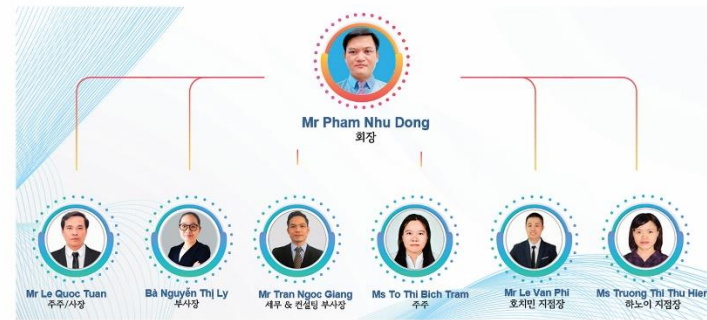 Mr Pham Nhu Dong
회장
Mr Le Quoc Tuan
주주/사장
Bà Nguyễn Thị Ly
부사장
Mr Tran Ngoc Giang
세무 & 컨설팅 부사장
Ms To Thi Bich Tram
주주
Mr Le Van Phi
호치민 지점장
Ms Truong Thi Thu Hien
하노이 지점장